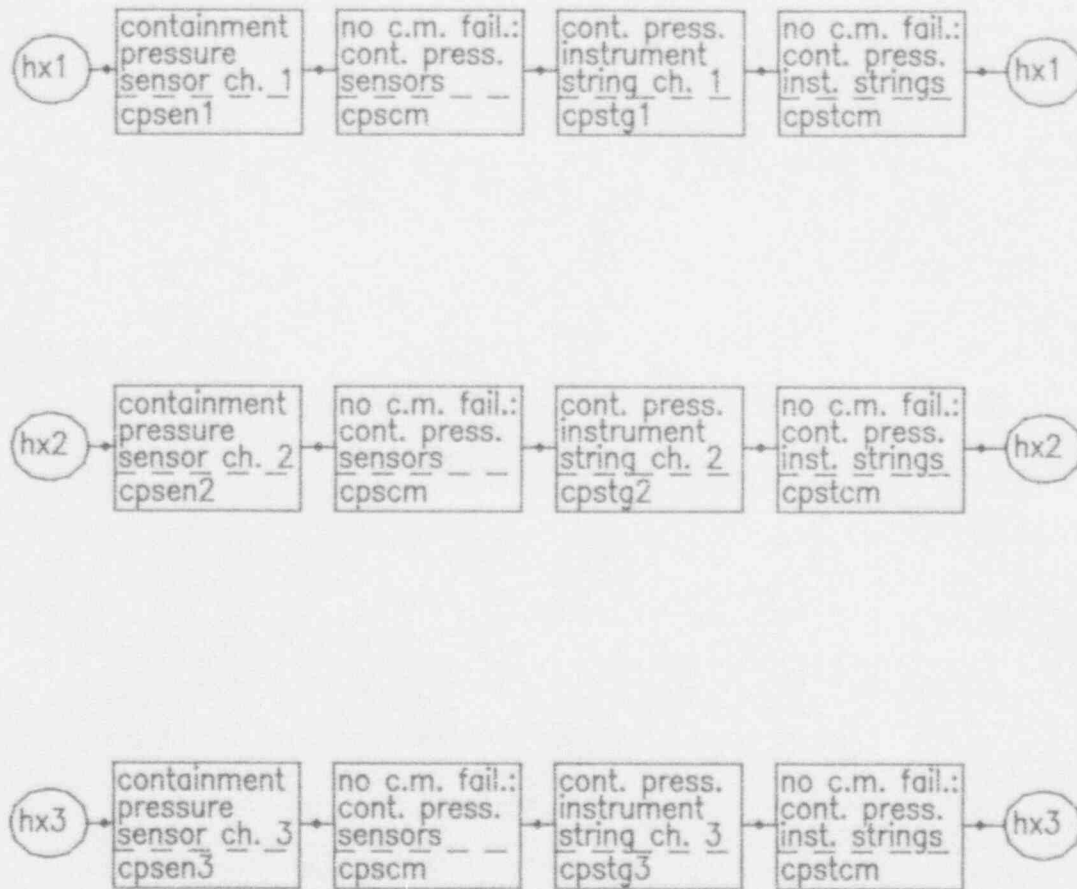 hx1
containment
pressure
sensor ch. 1
cpsen1
no c.m. fail.:
cont. press.
sensors
cpscm
cont. press.
instrument
string ch. 1
cpstg1
no c.m. fail.:
cont. press.
inst. strings
cpstcm
hx1
hx2
containment
pressure
sensor ch. 2
cpsen2
no c.m. fail.:
cont. press.
sensors
cpscm
cont. press.
instrument
string ch. 2
cpstg2
no c.m. fail.:
cont. press.
inst. strings
cpstcm
hx2
hx3
containment
pressure
sensor ch. 3
cpsen3
no c.m. fail.:
cont. press.
sensors
cpscm
cont. press.
instrument
string ch. 3
cpstg3
no c.m. fail.:
cont. press.
inst. strings
cpstcm
hx3